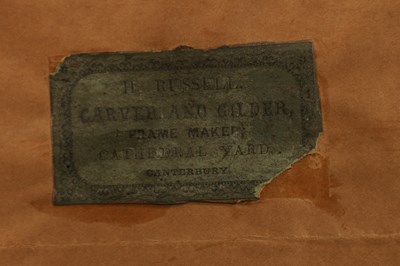 H. RUSSELL,
CARVER AND GILDER,
FRAME MAKER,
CATHEDRAL YARD,
CANTERBURY.